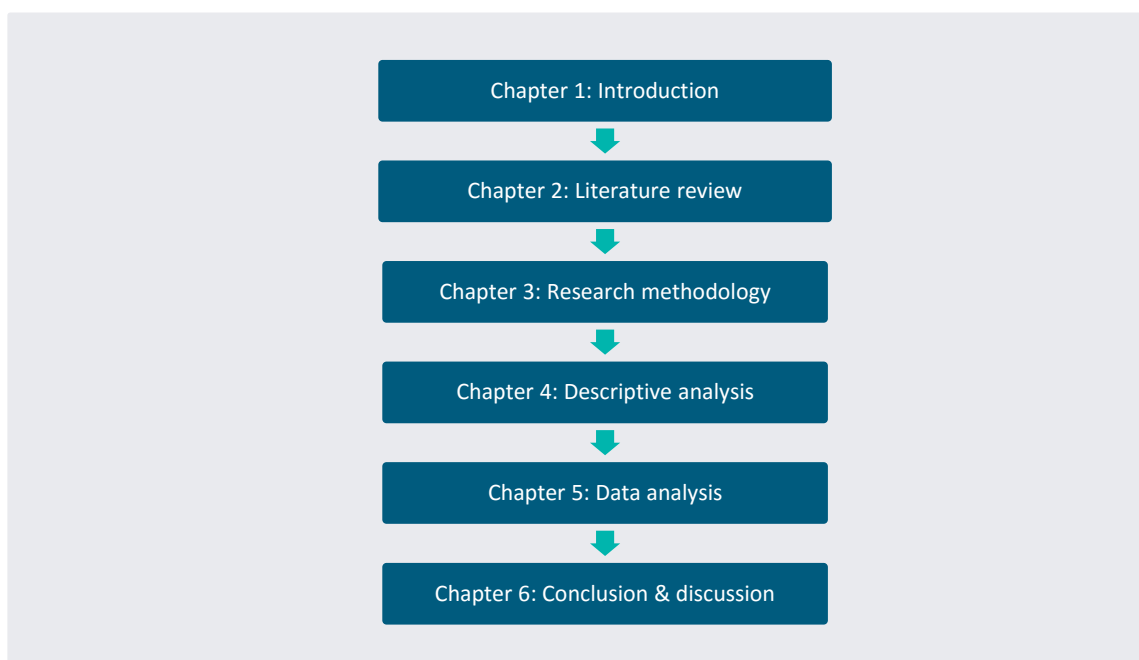 Chapter 1: Introduction
Chapter 2: Literature review
Chapter 3: Research methodology
Chapter 4: Descriptive analysis
Chapter 5: Data analysis
Chapter 6: Conclusion & discussion